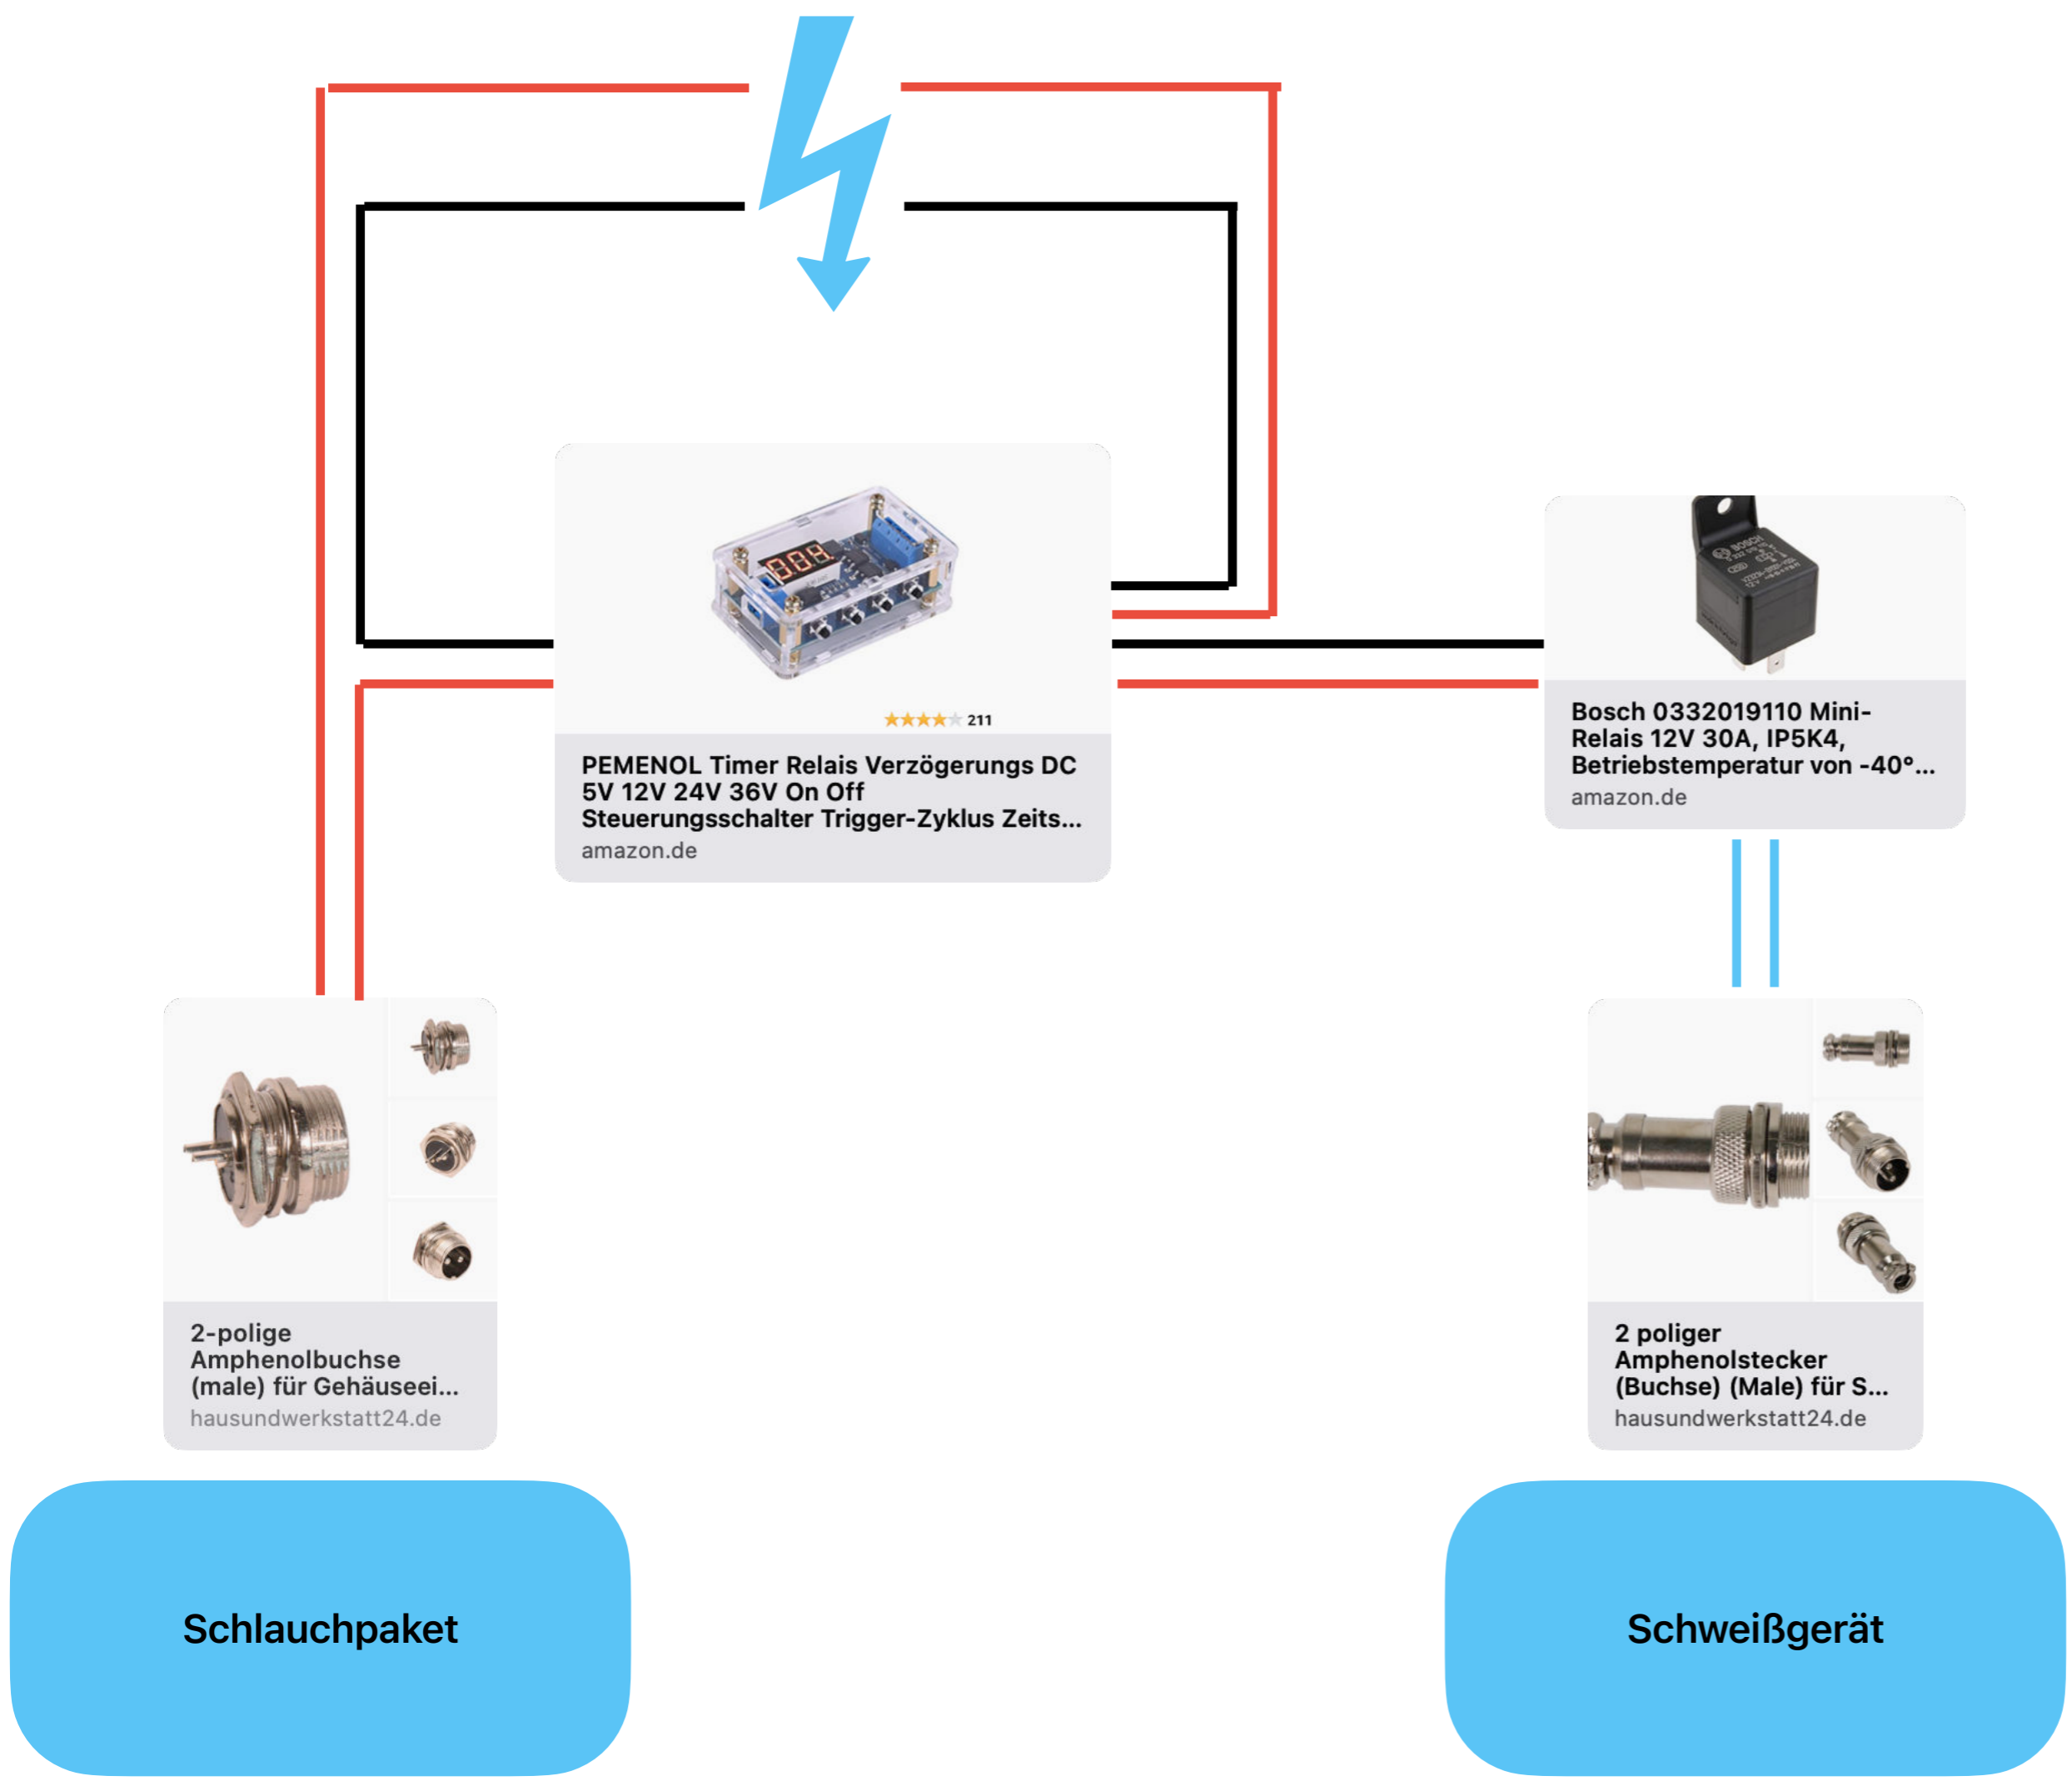 211
PEMENOL Timer Relais Verzögerungs DC
5V 12V 24V 36V On Off
Steuerungsschalter Trigger-Zyklus Zeits...
amazon.de
BOSCH
Bosch 0332019110 Mini-
Relais 12V 30A, IP5K4,
Betriebstemperatur von -40°...
amazon.de
2-polige
Amphenolbuchse
(male) für Gehäuseei...
hausundwerkstatt24.de
2 poliger
Amphenolstecker
(Buchse) (Male) für S...
hausundwerkstatt24.de
Schlauchpaket
Schweißgerät